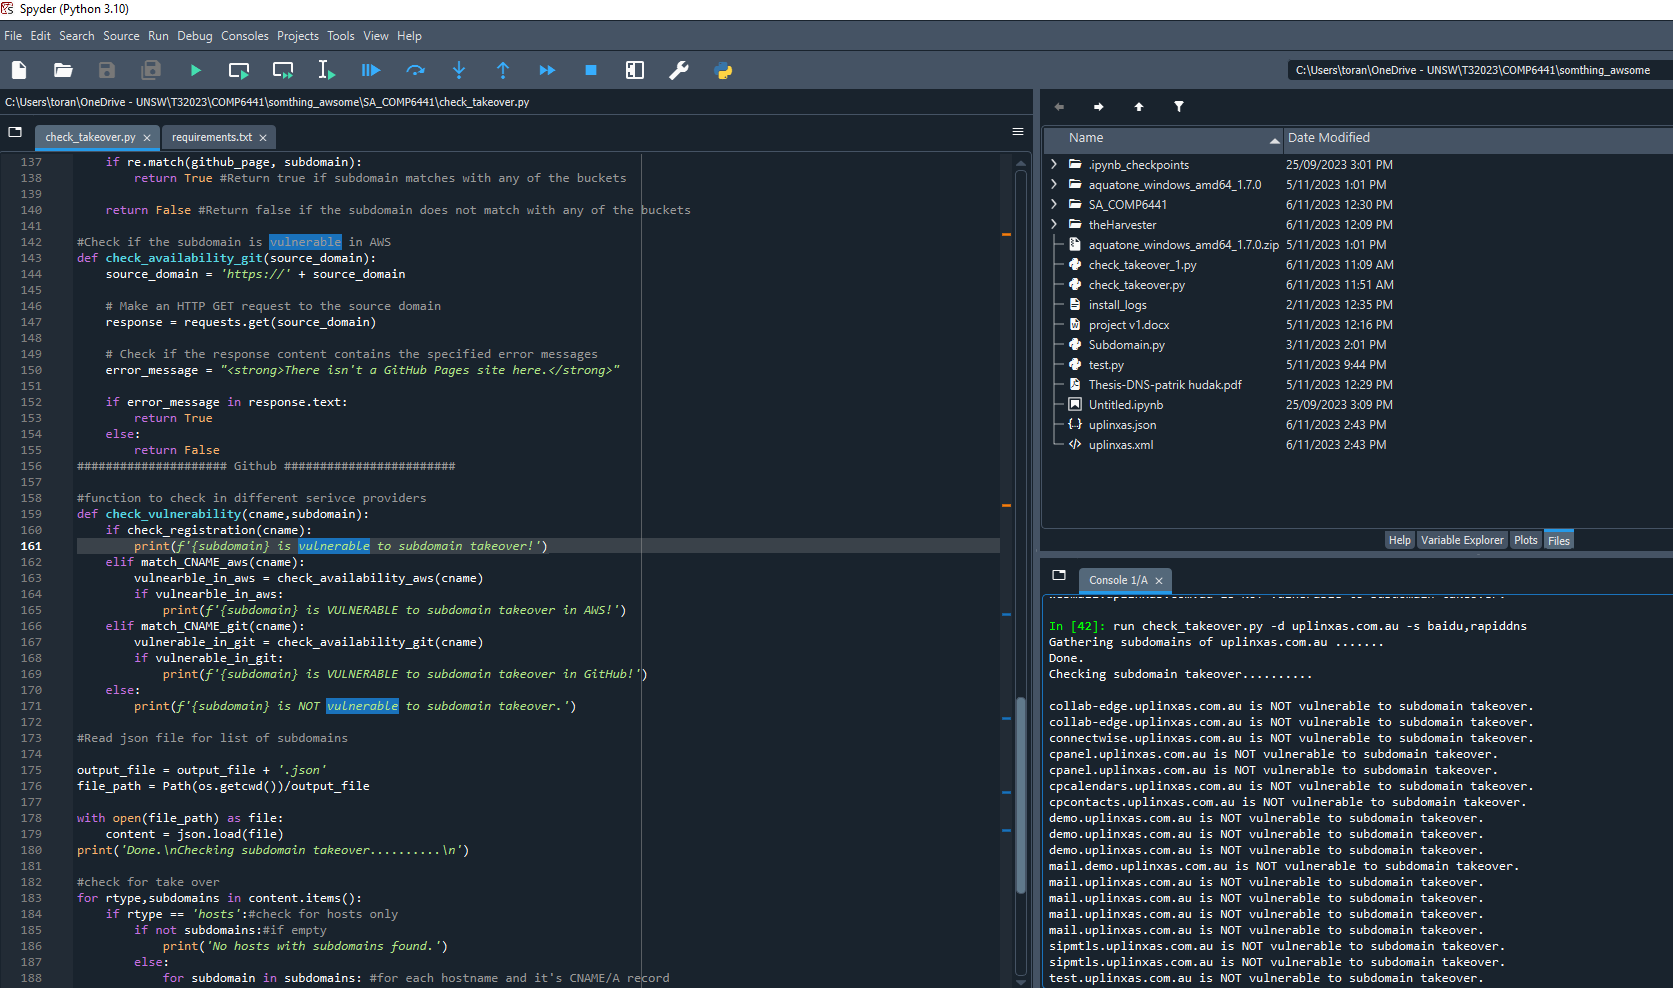 Spyder (Python 3.10)
File Edit Search Source Run Debug Consoles Projects Tools View Help
C:\Users\toran\OneDrive - UNSW\T32023\COMP6441\somthing_awsome
C:\Users\toran\OneDrive - UNSW\T32023\COMP6441\somthing_awsome\SA_COMP6441\check_takeover.py
check_takeover.py
requirements.txt
137 if re.match(github_page, subdomain):
138 return True #Return true if subdomain matches with any of the buckets
139
140 return False #Return false if the subdomain does not match with any of the buckets
141
142 #Check if the subdomain is vulnerable in AWS
143 def check_availability_git(source_domain):
144 source_domain = 'https://' + source_domain
145
146 # Make an HTTP GET request to the source domain
147 response = requests.get(source_domain)
148
149 # Check if the response content contains the specified error messages
150 error_message = "<strong>There isn't a GitHub Pages site here.</strong>"
151
152 if error_message in response.text:
153 return True
154 else:
155 return False
156 ##################### Github ########################
157
158 #function to check in different serivce providers
159 def check_vulnerability(cname,subdomain):
160 if check_registration(cname):
161 print(f'{subdomain} is vulnerable to subdomain takeover!')
162 elif match_CNAME_aws(cname):
163 vulnearble_in_aws = check_availability_aws(cname)
164 if vulnearble_in_aws:
165 print(f'{subdomain} is VULNERABLE to subdomain takeover in AWS!')
166 elif match_CNAME_git(cname):
167 vulnerable_in_git = check_availability_git(cname)
168 if vulnerable_in_git:
169 print(f'{subdomain} is VULNERABLE to subdomain takeover in GitHub!')
170 else:
171 print(f'{subdomain} is NOT vulnerable to subdomain takeover.')
172
173 #Read json file for list of subdomains
174
175 output_file = output_file + '.json'
176 file_path = Path(os.getcwd())/output_file
177
178 with open(file_path) as file:
179 content = json.load(file)
180 print('Done.\nChecking subdomain takeover..........\n')
181
182 #check for take over
183 for rtype,subdomains in content.items():
184 if rtype == 'hosts':#check for hosts only
185 if not subdomains:#if empty
186 print('No hosts with subdomains found.')
187 else:
188 for subdomain in subdomains: #for each hostname and it's CNAME/A record
Name Date Modified
.ipynb_checkpoints 25/09/2023 3:01 PM
aquatone_windows_amd64_1.7.0 5/11/2023 1:01 PM
SA_COMP6441 6/11/2023 12:30 PM
theHarvester 6/11/2023 12:09 PM
aquatone_windows_amd64_1.7.0.zip 5/11/2023 1:01 PM
check_takeover_1.py 6/11/2023 11:09 AM
check_takeover.py 6/11/2023 11:51 AM
install_logs 2/11/2023 12:35 PM
project v1.docx 5/11/2023 12:16 PM
Subdomain.py 3/11/2023 2:01 PM
test.py 5/11/2023 9:44 PM
Thesis-DNS-patrik hudak.pdf 5/11/2023 12:29 PM
Untitled.ipynb 25/09/2023 3:09 PM
uplinxas.json 6/11/2023 2:43 PM
uplinxas.xml 6/11/2023 2:43 PM
Help Variable Explorer Plots Files
Console 1/A
In [42]: run check_takeover.py -d uplinxas.com.au -s baidu,rapiddns
Gathering subdomains of uplinxas.com.au .......
Done.
Checking subdomain takeover..........
collab-edge.uplinxas.com.au is NOT vulnerable to subdomain takeover.
collab-edge.uplinxas.com.au is NOT vulnerable to subdomain takeover.
connectwise.uplinxas.com.au is NOT vulnerable to subdomain takeover.
cpanel.uplinxas.com.au is NOT vulnerable to subdomain takeover.
cpanel.uplinxas.com.au is NOT vulnerable to subdomain takeover.
cpcalendars.uplinxas.com.au is NOT vulnerable to subdomain takeover.
cpcontacts.uplinxas.com.au is NOT vulnerable to subdomain takeover.
demo.uplinxas.com.au is NOT vulnerable to subdomain takeover.
demo.uplinxas.com.au is NOT vulnerable to subdomain takeover.
demo.uplinxas.com.au is NOT vulnerable to subdomain takeover.
mail.demo.uplinxas.com.au is NOT vulnerable to subdomain takeover.
mail.uplinxas.com.au is NOT vulnerable to subdomain takeover.
mail.uplinxas.com.au is NOT vulnerable to subdomain takeover.
mail.uplinxas.com.au is NOT vulnerable to subdomain takeover.
mail.uplinxas.com.au is NOT vulnerable to subdomain takeover.
sipmtls.uplinxas.com.au is NOT vulnerable to subdomain takeover.
sipmtls.uplinxas.com.au is NOT vulnerable to subdomain takeover.
test.uplinxas.com.au is NOT vulnerable to subdomain takeover.